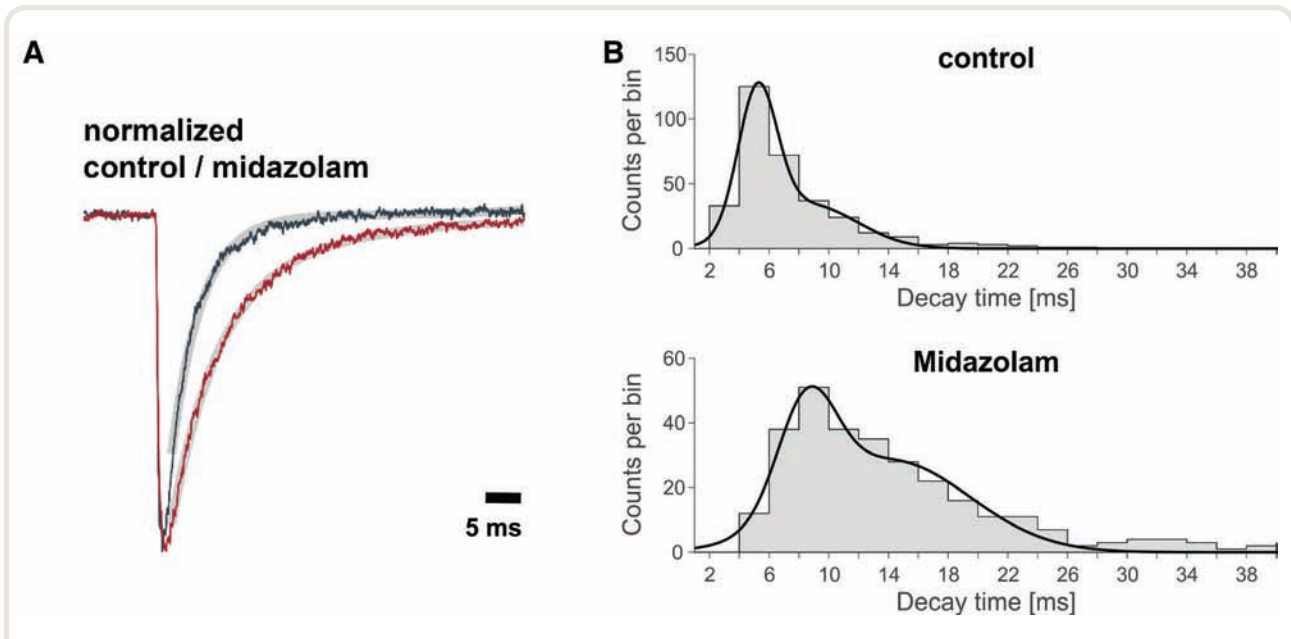 A
normalized
control / midazolam
5 ms
B
control
150
100
50
0
Counts per bin
2 6 10 14 18 22 26 30 34 38
Decay time [ms]
Midazolam
60
40
20
0
Counts per bin
2 6 10 14 18 22 26 30 34 38
Decay time [ms]